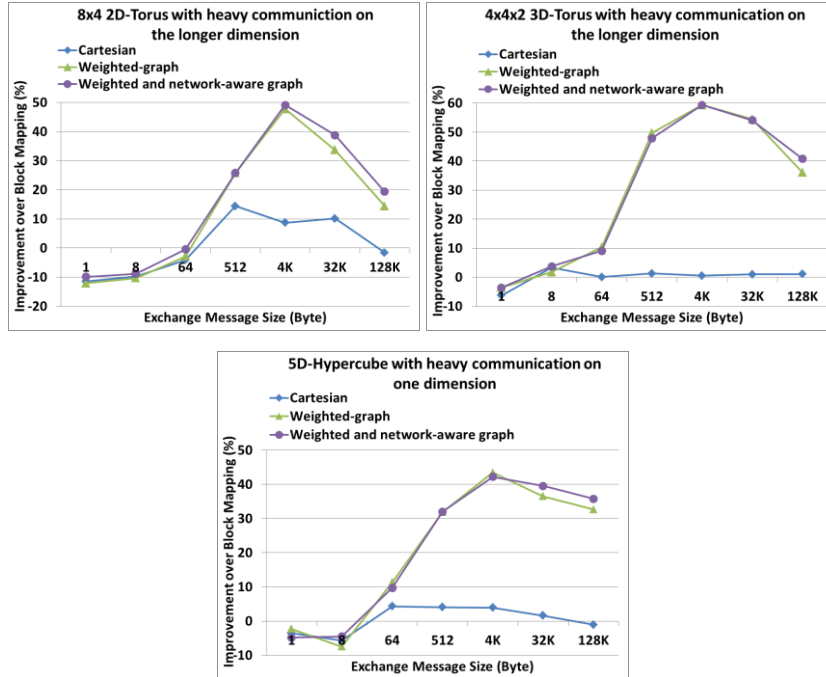 8x4 2D-Torus with heavy communiction on
the longer dimension
Cartesian
Weighted-graph
Weighted and network-aware graph
Improvement over Block Mapping (%)
50
40
30
20
10
0
-10
-20
1 8 64 512 4K 32K 128K
Exchange Message Size (Byte)
4x4x2 3D-Torus with heavy communication on
the longer dimension
Cartesian
Weighted-graph
Weighted and network-aware graph
Improvement over Block Mapping (%)
60
50
40
30
20
10
0
-10
1 8 64 512 4K 32K 128K
Exchange Message Size (Byte)
5D-Hypercube with heavy communication on
one dimension
Cartesian
Weighted-graph
Weighted and network-aware graph
Improvement over Block Mapping (%)
50
40
30
20
10
0
-10
1 8 64 512 4K 32K 128K
Exchange Message Size (Byte)